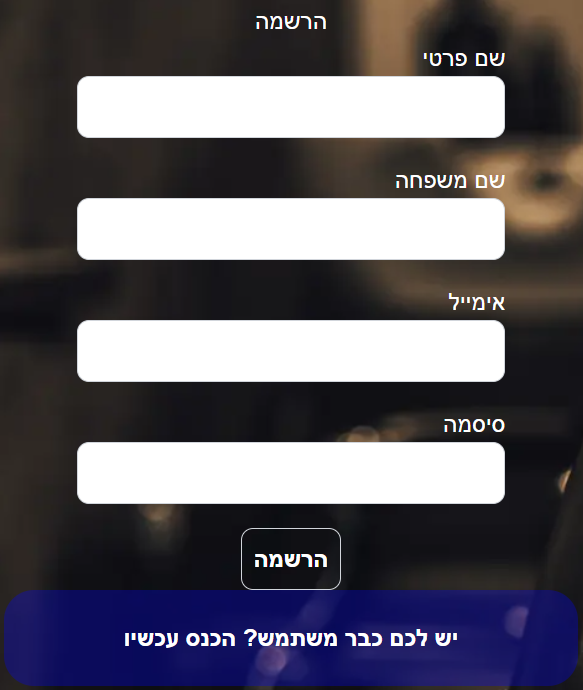 הרשמה
שם פרטי
שם משפחה
אימייל
סיסמה
הרשמה
יש לכם כבר משתמש? הכנס עכשיו